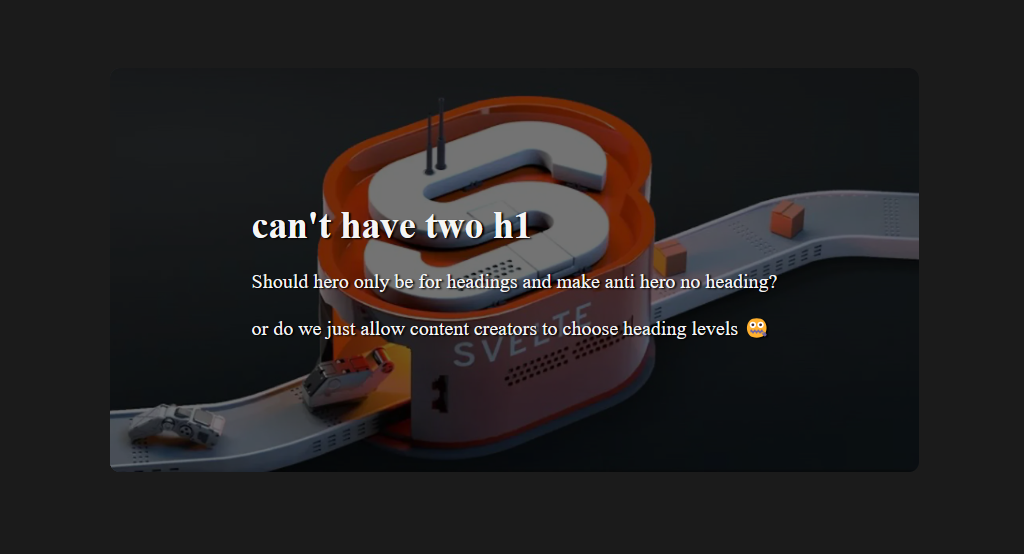 can't have two h1
Should hero only be for headings and make anti hero no heading?
or do we just allow content creators to choose heading levels 🤐
SVELTE